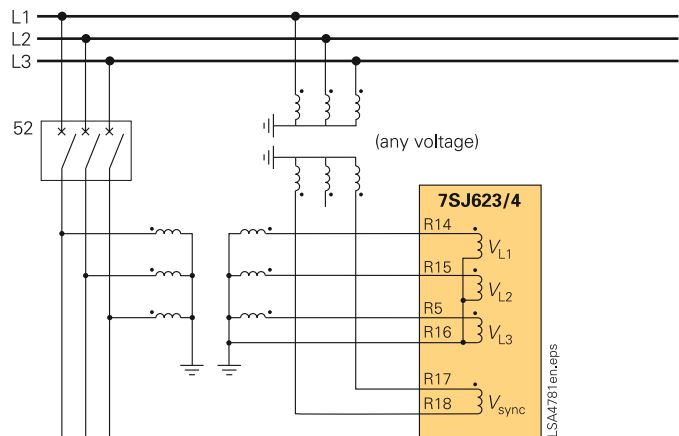 L1
L2
L3
52
(any voltage)
7SJ623/4
R14
VL1
R15
VL2
R5
R16
VL3
R17
R18
Vsync
LSA4781en.eps